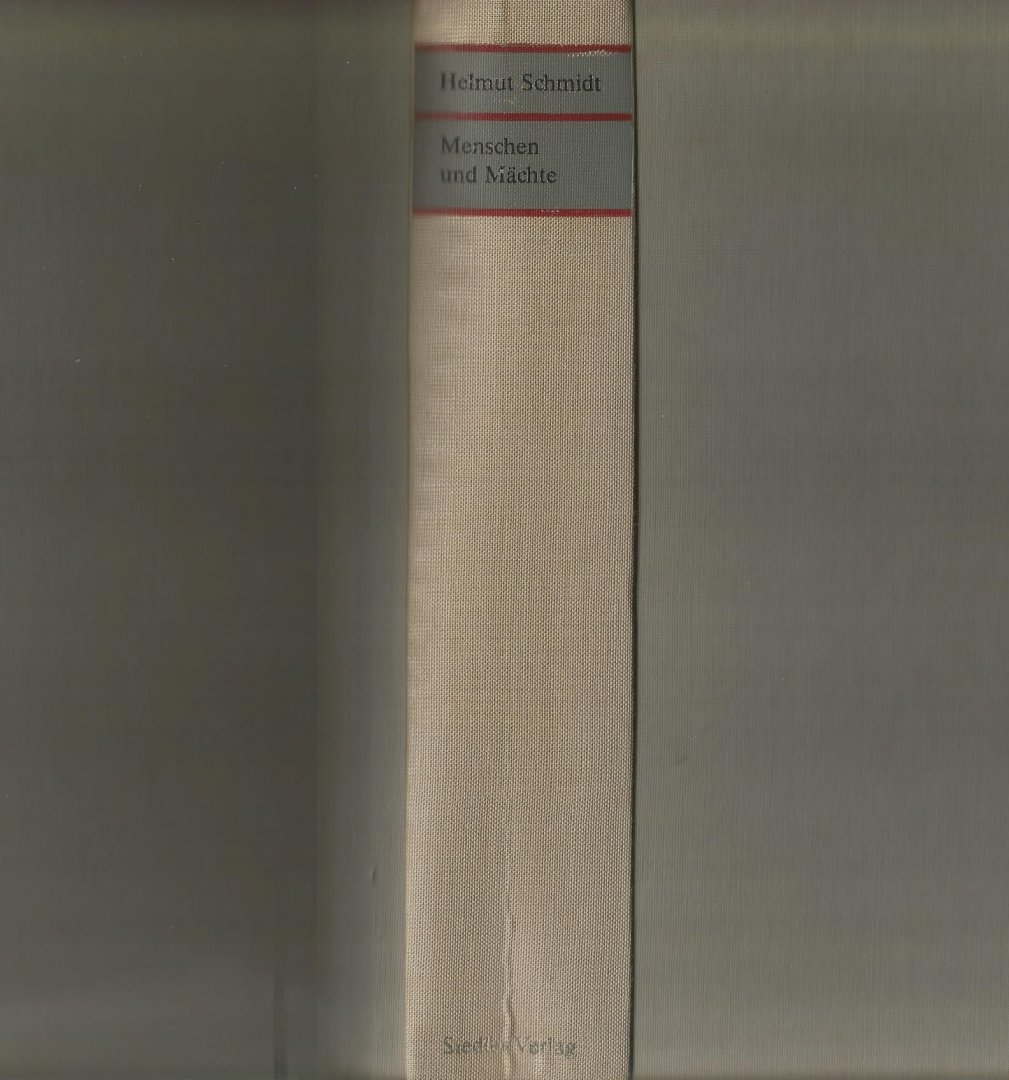 Helmut Schmidt
Menschen
und Mächte
Siedler Verlag